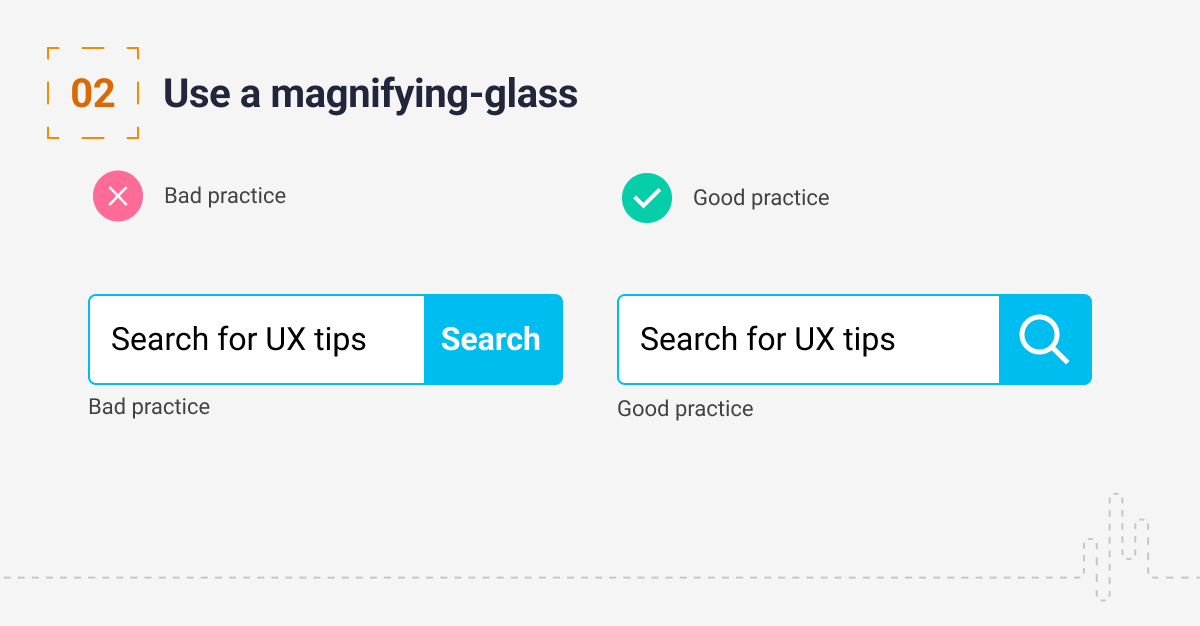 02
Use a magnifying-glass
Bad practice
Good practice
Search for UX tips
Search
Search for UX tips
Bad practice
Good practice